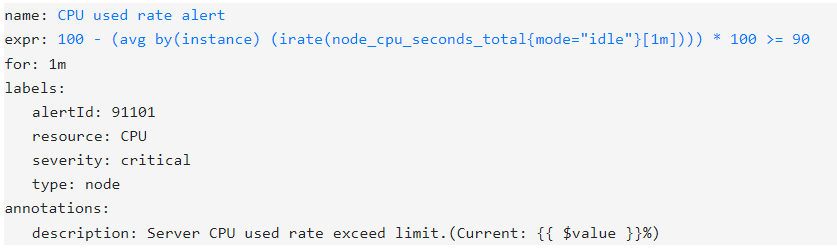 name: CPU used rate alert
expr: 100 - (avg by(instance) (irate(node_cpu_seconds_total{mode="idle"}[1m]))) * 100 >= 90
for: 1m
labels:
   alertId: 91101
   resource: CPU
   severity: critical
   type: node
annotations:
   description: Server CPU used rate exceed limit.(Current: {{ $value }}%)